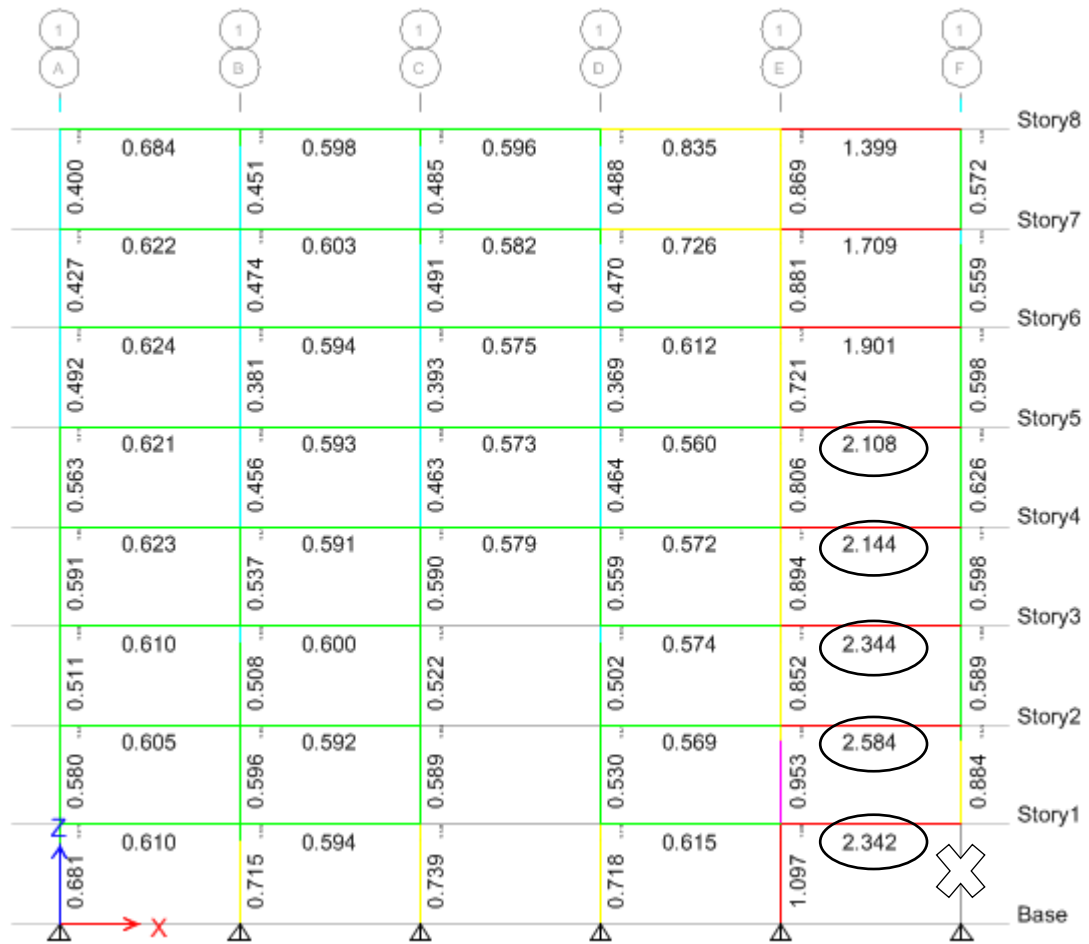 1 1 1 1 1 1
A B C D E F
Story8
0.684 0.598 0.596 0.835 1.399
0.400 0.451 0.485 0.488 0.869 0.572
Story7
0.622 0.603 0.582 0.726 1.709
0.427 0.474 0.491 0.470 0.881 0.559
Story6
0.624 0.594 0.575 0.612 1.901
0.492 0.381 0.393 0.369 0.721 0.598
Story5
0.621 0.593 0.573 0.560 2.108
0.563 0.456 0.463 0.464 0.806 0.626
Story4
0.623 0.591 0.579 0.572 2.144
0.591 0.537 0.590 0.559 0.894 0.598
Story3
0.610 0.600 0.574 2.344
0.511 0.508 0.522 0.502 0.852 0.589
Story2
0.605 0.592 0.569 2.584
0.580 0.596 0.589 0.530 0.953 0.884
Story1
Z
0.610 0.594 0.615 2.342
0.681 0.715 0.739 0.718 1.097
Base
X